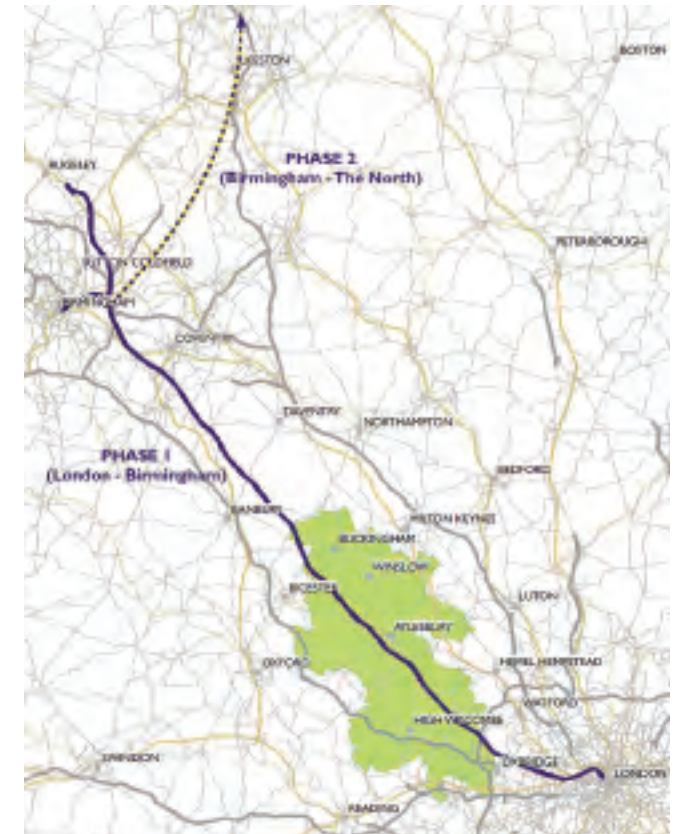 BOSTON
RUGELEY
PHASE 2
(Birmingham - The North)
PETERBOROUGH
SUTTON COLDFIELD
BIRMINGHAM
COVENTRY
DAVENTRY
NORTHAMPTON
PHASE 1
(London - Birmingham)
BEDFORD
BANBURY
MILTON KEYNES
BUCKINGHAM
WINSLOW
BICESTER
LUTON
AYLESBURY
OXFORD
HEMEL HEMPSTEAD
WATFORD
HIGH WYCOMBE
UXBRIDGE
SWINDON
LONDON
READING